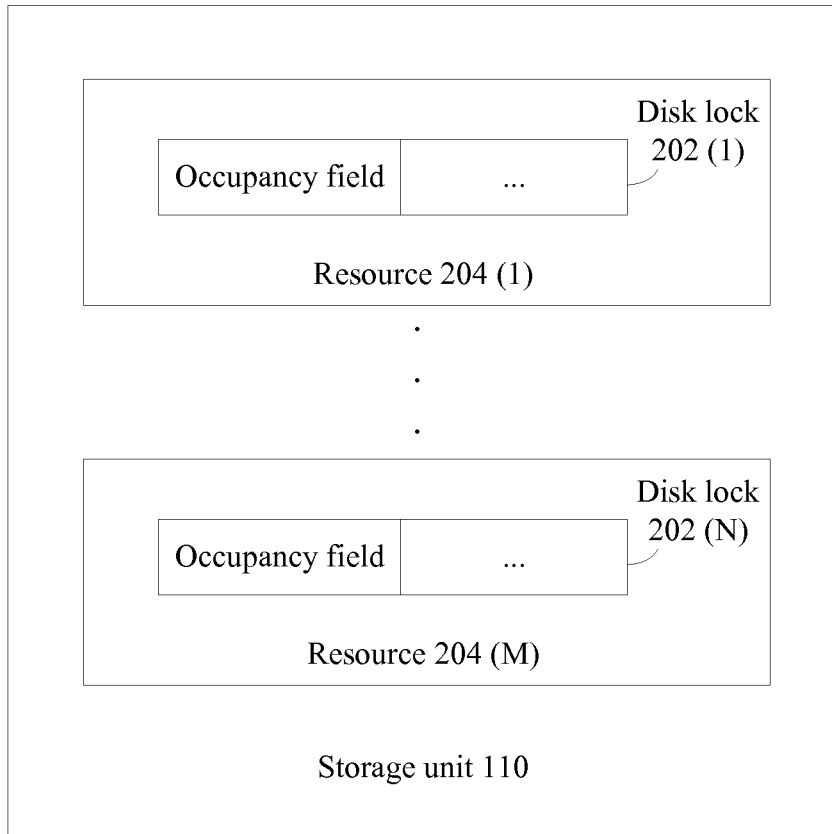 Disk lock
202 (1)
Occupancy field
...
Resource 204 (1)
.
.
.
Disk lock
202 (N)
Occupancy field
...
Resource 204 (M)
Storage unit 110